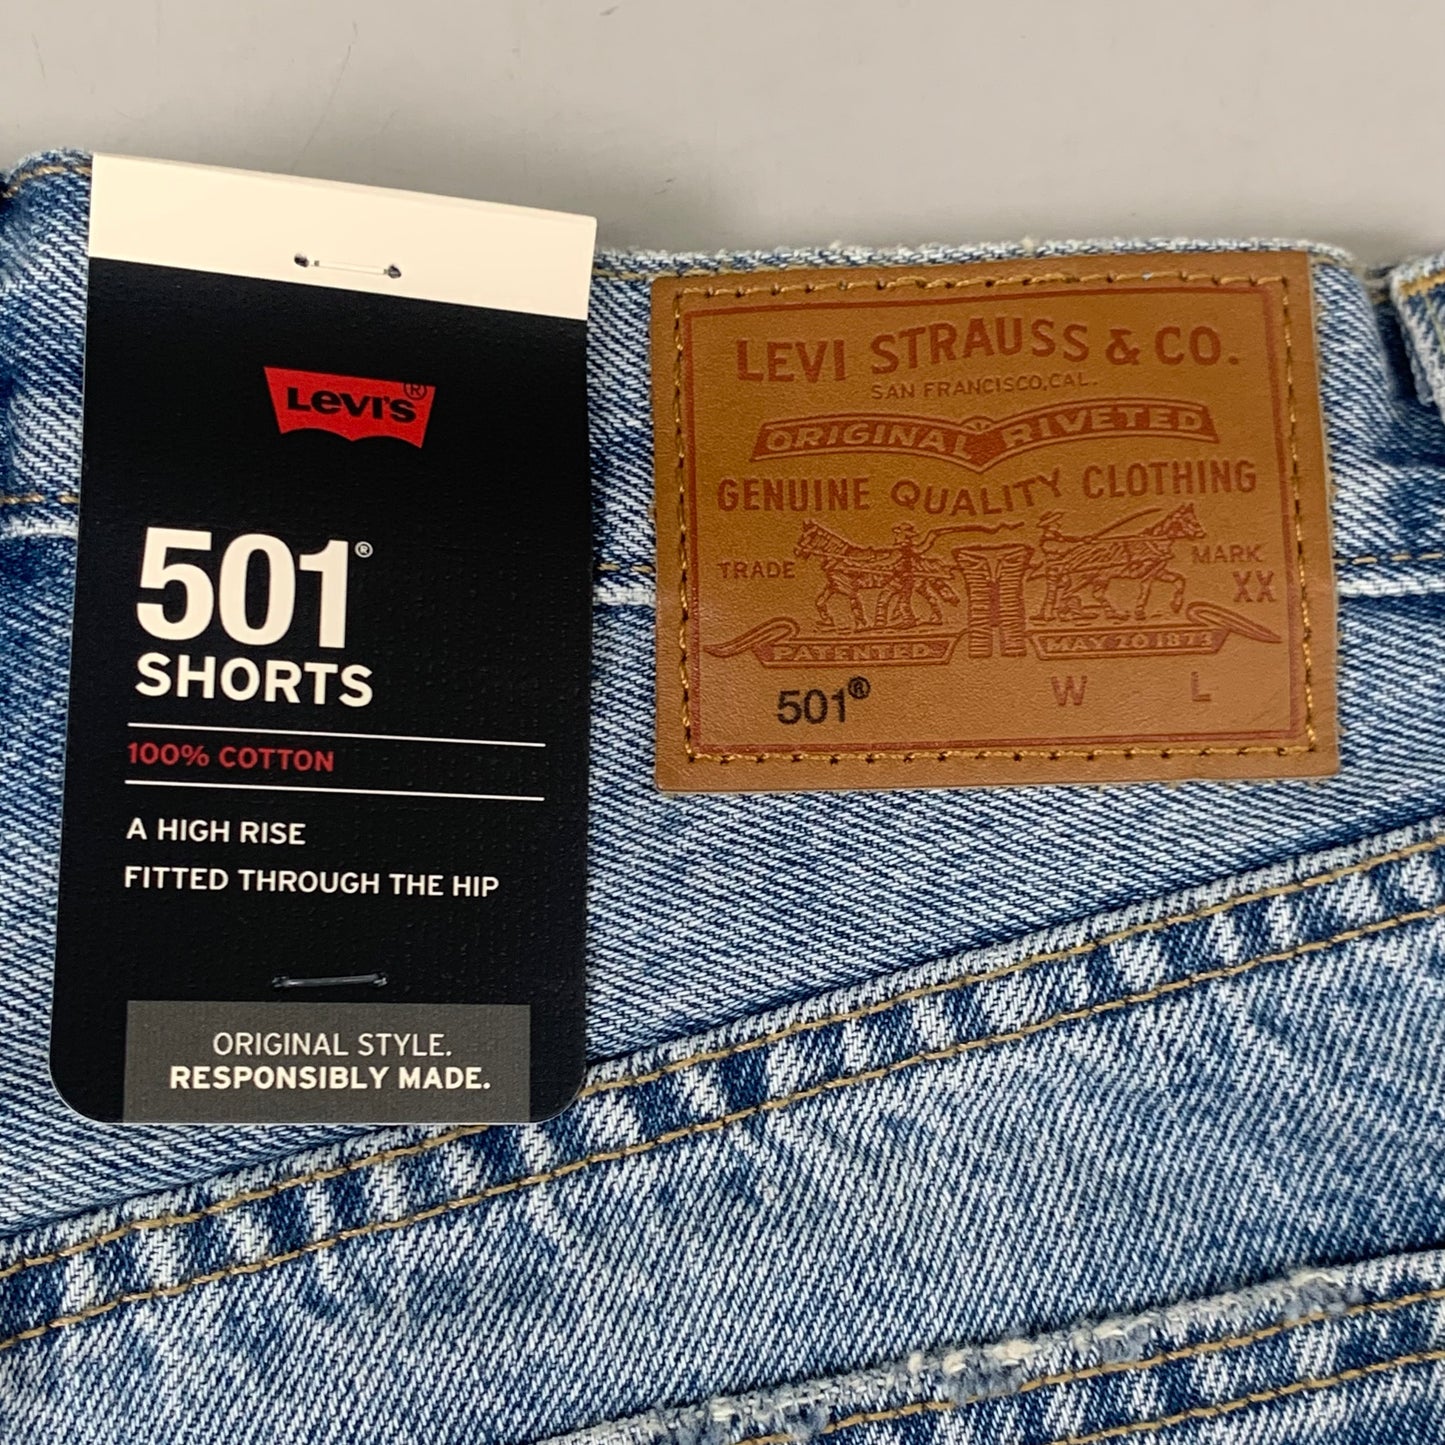 Levi's®
501®
SHORTS
100% COTTON
A HIGH RISE
FITTED THROUGH THE HIP
ORIGINAL STYLE.
RESPONSIBLY MADE.
LEVI STRAUSS & CO.
SAN FRANCISCO, CAL.
ORIGINAL RIVETED
GENUINE QUALITY CLOTHING
TRADE MARK
XX
PATENTED MAY 20 1873
501® W L